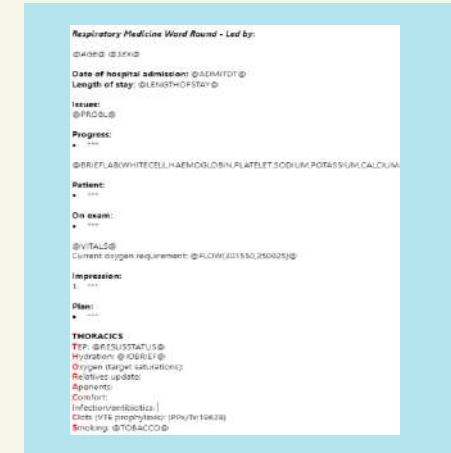 Respiratory Medicine Ward Round - Led by:
@AGE@ @SEX@
Date of hospital admission: @ADMITDT@
Length of stay: @LENGTHOFSTAY@
Issues:
@PROBL@
Progress:
• ***
@BRIEFLAB(WHITECELL,HAEMOGLOBIN,PLATELET,SODIUM,POTASSIUM,CALCIUM
Patient:
• ***
On exam:
• ***
@VITALS@
Current oxygen requirement: @FLOW(301550,250025)@
Impression:
1. ***
Plan:
• ***
THORACICS
TEP: @RESUSSTATUS@
Hydration: @IOBRIEF@
Oxygen (target saturations):
Relatives update:
Aperients:
Comfort:
Infection/antibiotics:
Clots (VTE prophylaxis): (PPx/Tx:19628)
Smoking: @TOBACCO@